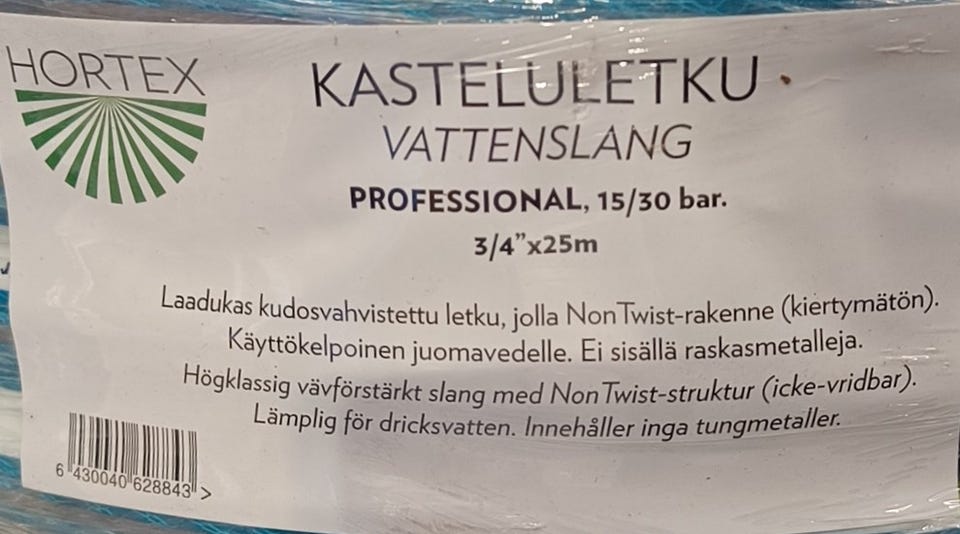 HORTEX
KASTELULETKU
VATTENSLANG
PROFESSIONAL, 15/30 bar.
3/4”x25m
Laadukas kudosvahvistettu letku, jolla NonTwist-rakenne (kiertymätön).
Käyttökelpoinen juomavedelle. Ei sisällä raskasmetalleja.
Högklassig vävförstärkt slang med NonTwist-struktur (icke-vridbar).
Lämplig för dricksvatten. Innehåller inga tungmetaller.
6 430040 628843 >